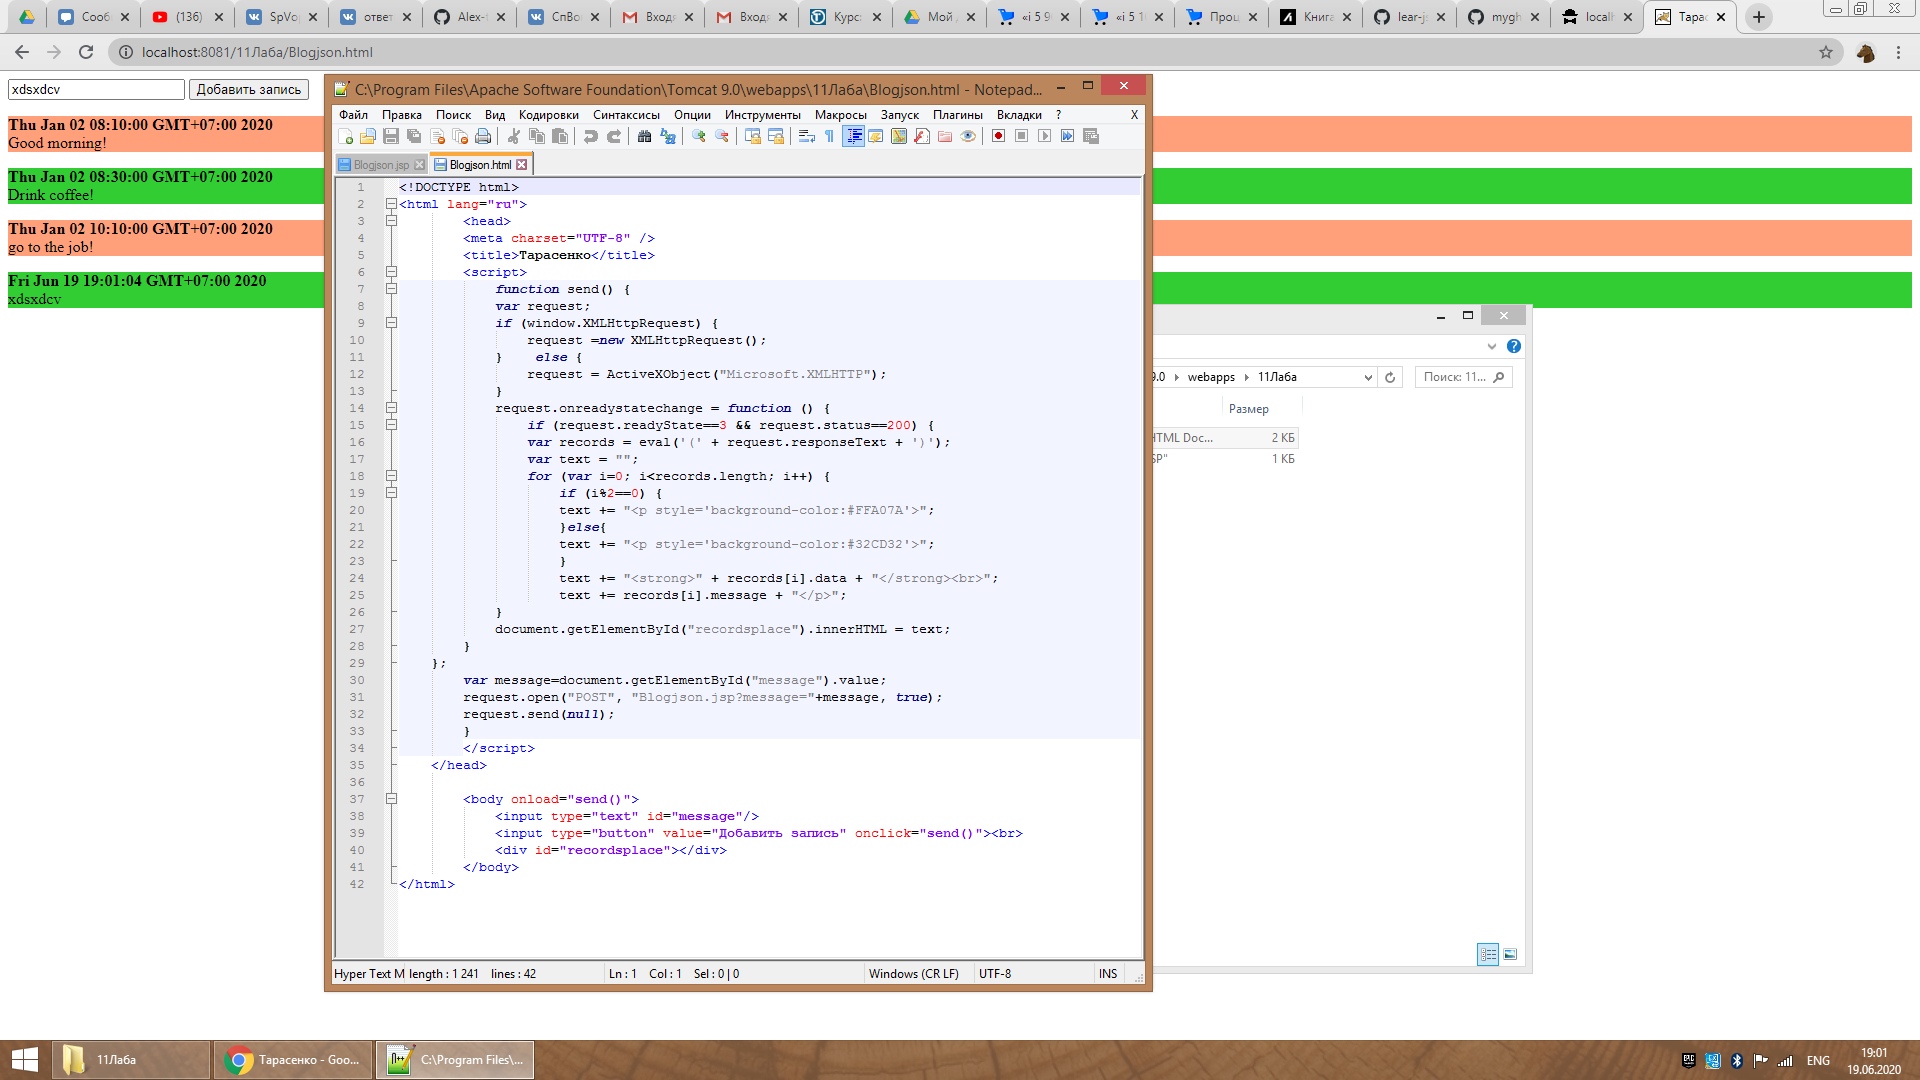 Сооб
(136)
SpVo
ответ
Alex-
СпВо
Входя
Входя
Курс:
Мой
«i 5 9
«i 5 1
Проц
Книга
lear-j
mygh
local
Тарас
localhost:8081/11Лаба/Blogjson.html
xdsxdcv
Добавить запись
Thu Jan 02 08:10:00 GMT+07:00 2020
Good morning!
Thu Jan 02 08:30:00 GMT+07:00 2020
Drink coffee!
Thu Jan 02 10:10:00 GMT+07:00 2020
go to the job!
Fri Jun 19 19:01:04 GMT+07:00 2020
xdsxdcv
C:\Program Files\Apache Software Foundation\Tomcat 9.0\webapps\11Лаба\Blogjson.html - Notepad...
Файл Правка Поиск Вид Кодировки Синтаксисы Опции Инструменты Макросы Запуск Плагины Вкладки ? X
Blogjson.jsp Blogjson.html
1 <!DOCTYPE html>
2 <html lang="ru">
3 <head>
4 <meta charset="UTF-8" />
5 <title>Тарасенко</title>
6 <script>
7 function send() {
8 var request;
9 if (window.XMLHttpRequest) {
10 request =new XMLHttpRequest();
11 } else {
12 request = ActiveXObject("Microsoft.XMLHTTP");
13 }
14 request.onreadystatechange = function () {
15 if (request.readyState==3 && request.status==200) {
16 var records = eval('(' + request.responseText + ')');
17 var text = "";
18 for (var i=0; i<records.length; i++) {
19 if (i%2==0) {
20 text += "<p style='background-color:#FFA07A'>";
21 }else{
22 text += "<p style='background-color:#32CD32'>";
23 }
24 text += "<strong>" + records[i].data + "</strong><br>";
25 text += records[i].message + "</p>";
26 }
27 document.getElementById("recordsplace").innerHTML = text;
28 }
29 };
30 var message=document.getElementById("message").value;
31 request.open("POST", "Blogjson.jsp?message="+message, true);
32 request.send(null);
33 }
34 </script>
35 </head>
36
37 <body onload="send()">
38 <input type="text" id="message"/>
39 <input type="button" value="Добавить запись" onclick="send()"><br>
40 <div id="recordsplace"></div>
41 </body>
42 </html>
Hyper Text M length : 1 241 lines : 42 Ln : 1 Col : 1 Sel : 0 | 0 Windows (CR LF) UTF-8 INS
9.0 webapps 11Лаба
Поиск: 11...
Размер
HTML Doc... 2 КБ
SP" 1 КБ
11Лаба
Тарасенко - Goo...
C:\Program Files\...
ENG
19:01
19.06.2020